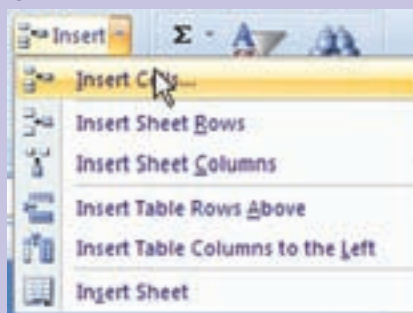 Insert Σ
Insert Cells...
Insert Sheet Rows
Insert Sheet Columns
Insert Table Rows Above
Insert Table Columns to the Left
Insert Sheet